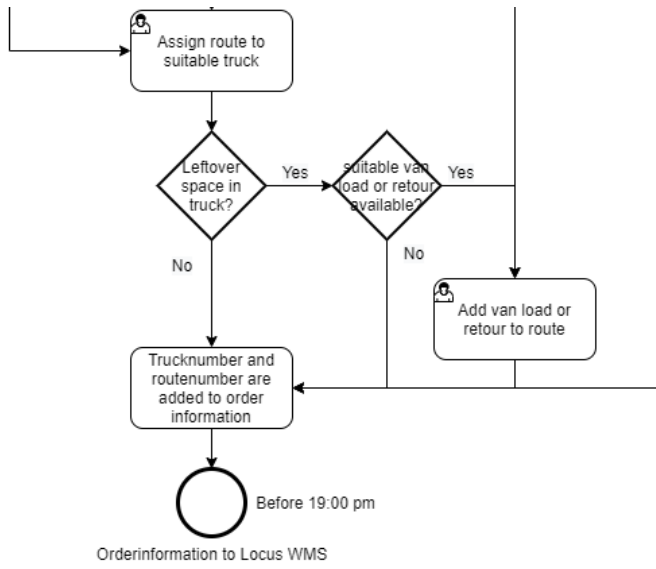 Assign route to
suitable truck
Leftover
space in
truck?
Yes
suitable van
load or retour
available?
Yes
No
No
Add van load or
retour to route
Trucknumber and
routenumber are
added to order
information
Before 19:00 pm
Orderinformation to Locus WMS